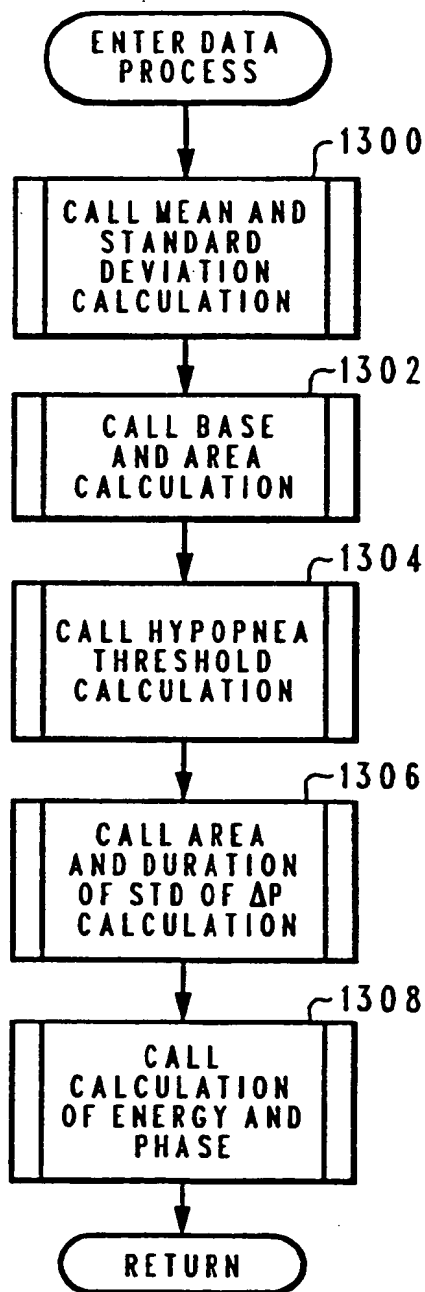 ENTER DATA
PROCESS
1300
CALL MEAN AND
STANDARD
DEVIATION
CALCULATION
1302
CALL BASE
AND AREA
CALCULATION
1304
CALL HYPOPNEA
THRESHOLD
CALCULATION
1306
CALL AREA
AND DURATION
OF STD OF ΔP
CALCULATION
1308
CALL
CALCULATION
OF ENERGY AND
PHASE
RETURN